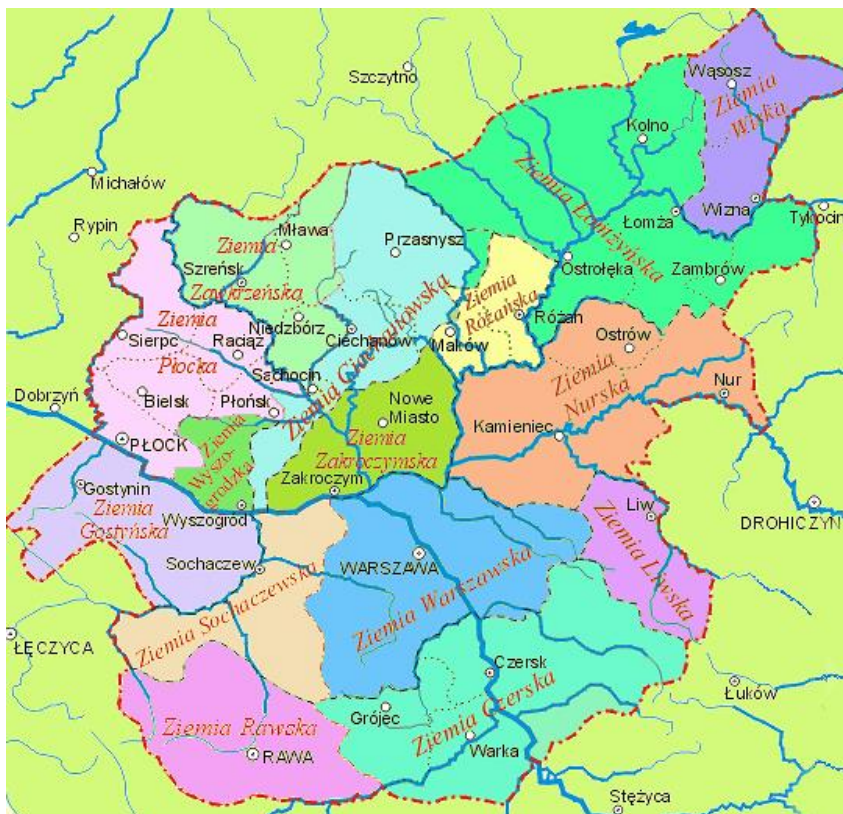 Szczytno
Wąsosz
Ziemia
Wiska
Kolno
Michałów
Ziemia Łomżyńska
Rypin
Mława
Ziemia
Zawkrzeńska
Przasnysz
Łomża
Wizna
Tykocin
Szreńsk
Ostrołęka
Zambrów
Ziemia
Różańska
Różan
Ziemia
Płocka
Niedzbórz
Ciechanów
Maków
Ostrów
Sierpc
Raciąż
Ziemia Ciechanowska
Sąchocin
Ziemia
Nurska
Nur
Dobrzyń
Bielsk
Płońsk
Nowe
Miasto
PŁOCK
Ziemia
Wyszo-
grodzka
Ziemia
Zakroczymska
Kamieniec
Zakroczym
Gostynin
Ziemia
Gostyńska
Wyszogród
Liw
DROHICZYN
Sochaczew
WARSZAWA
Ziemia Liwska
Ziemia Sochaczewska
Ziemia Warszawska
ŁĘCZYCA
Czersk
Łuków
Ziemia Rawska
Grójec
Ziemia Czerska
RAWA
Warka
Stężyca